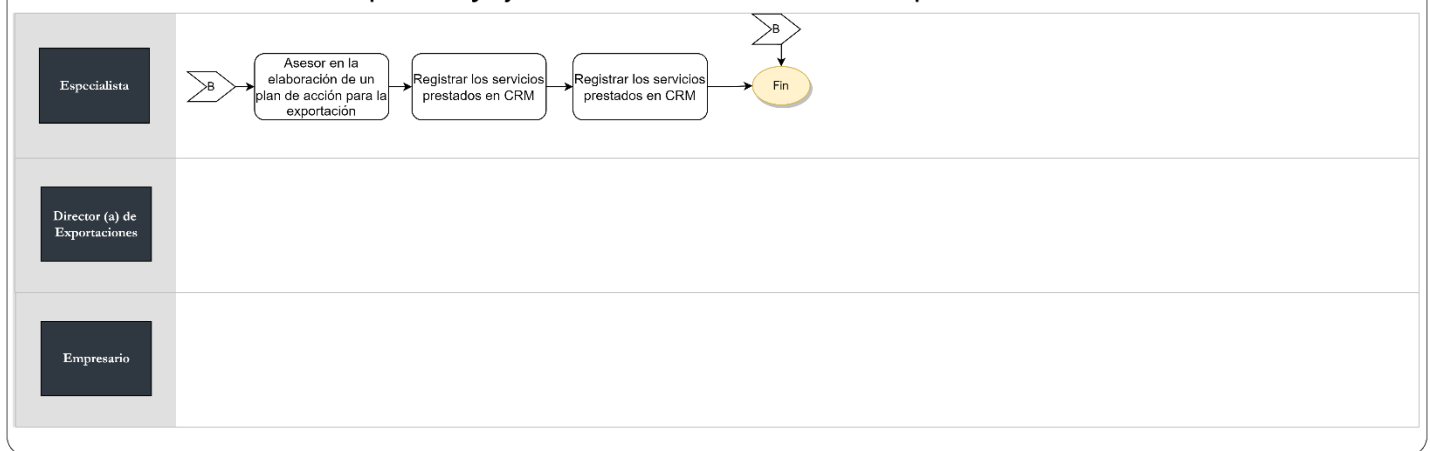 B
Especialista
B
Asesor en la
elaboración de un
plan de acción para la
exportación
Registrar los servicios
prestados en CRM
Registrar los servicios
prestados en CRM
Fin
Director (a) de
Exportaciones
Empresario